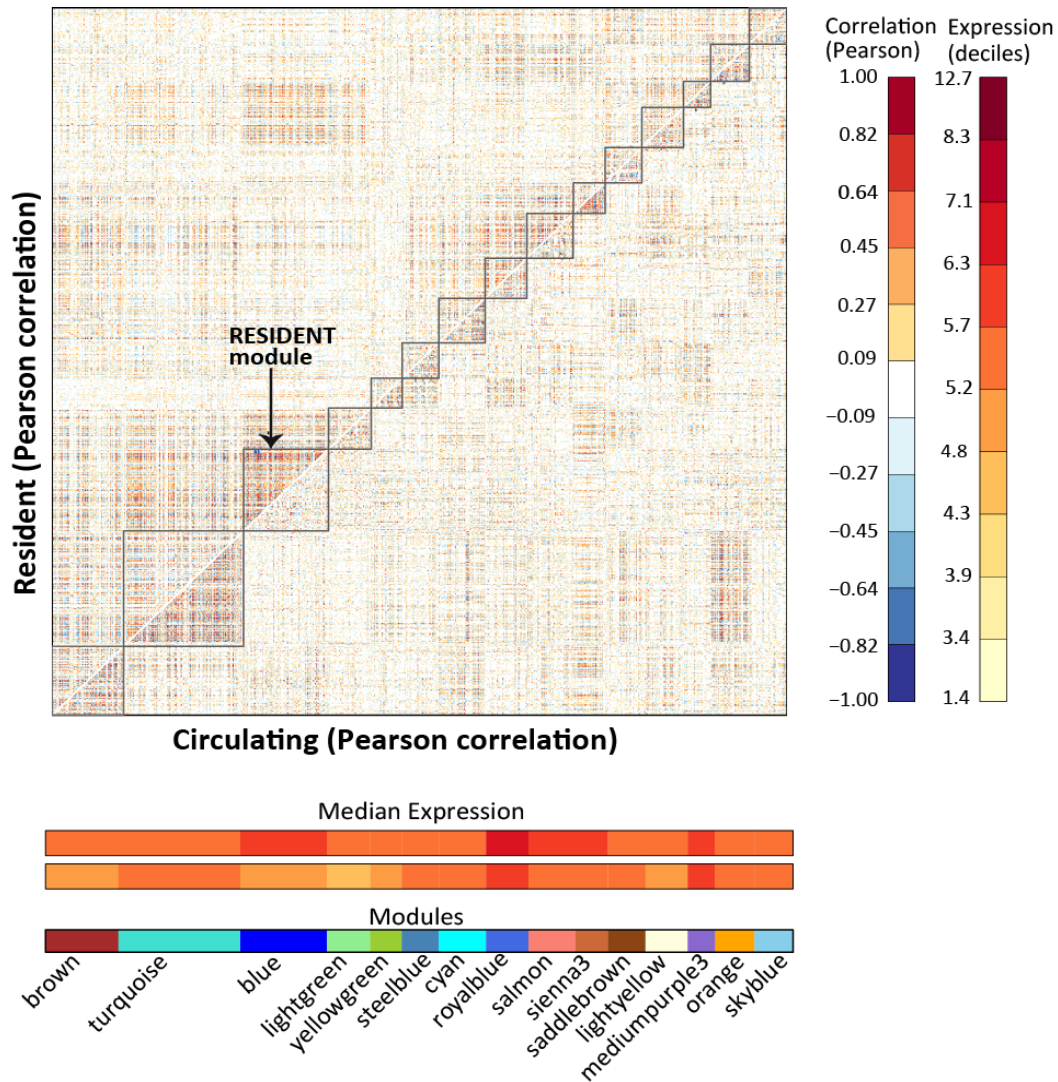 Correlation
(Pearson)
Expression
(deciles)
1.00
0.82
0.64
0.45
0.27
0.09
−0.09
−0.27
−0.45
−0.64
−0.82
−1.00
12.7
8.3
7.1
6.3
5.7
5.2
4.8
4.3
3.9
3.4
1.4
Resident (Pearson correlation)
RESIDENT
module
Circulating (Pearson correlation)
Median Expression
Modules
brown
turquoise
blue
lightgreen
yellowgreen
steelblue
cyan
royalblue
salmon
sienna3
saddlebrown
lightyellow
mediumpurple3
orange
skyblue